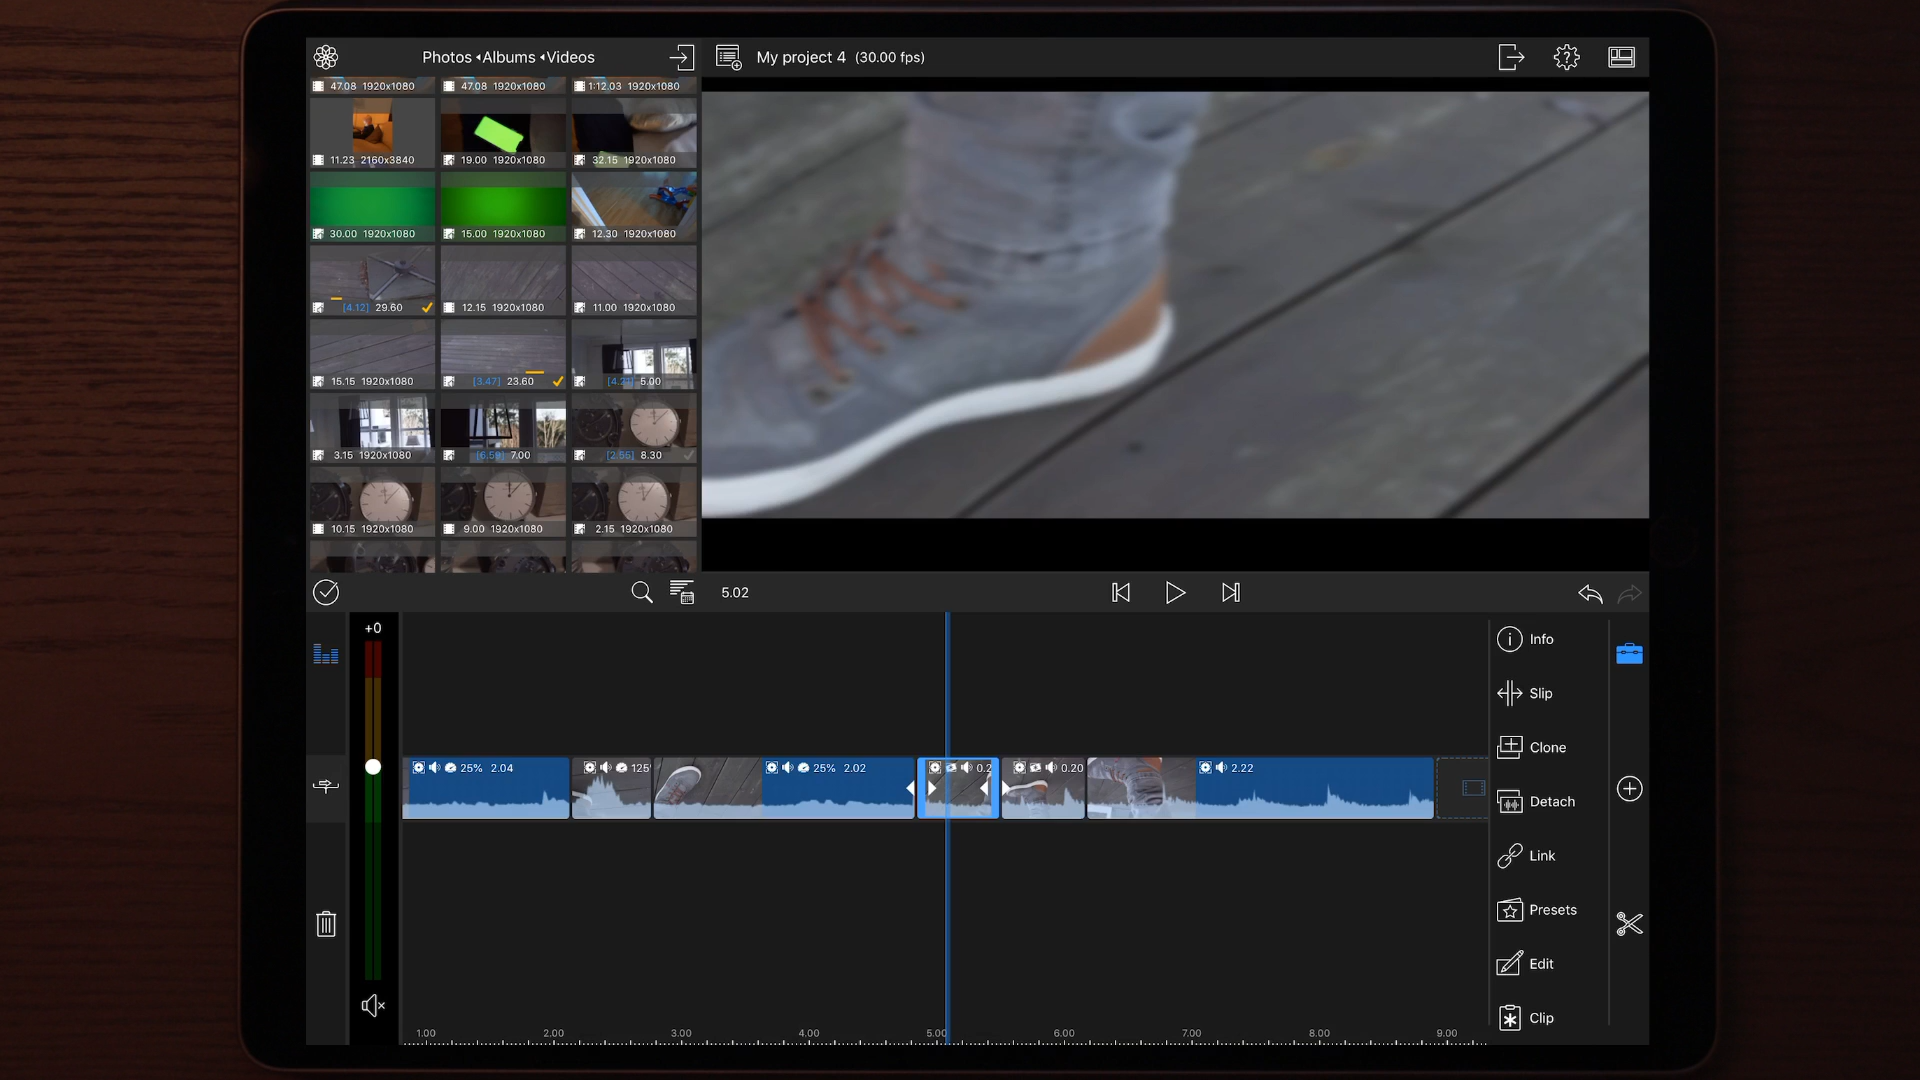 Photos Albums Videos
My project 4 (30.00 fps)
47.08 1920x1080
47.08 1920x1080
1:12.03 1920x1080
11.23 2160x3840
19.00 1920x1080
32.15 1920x1080
30.00 1920x1080
15.00 1920x1080
12.30 1920x1080
[4.12] 29.60
12.15 1920x1080
11.00 1920x1080
15.15 1920x1080
[3.47] 23.60
5.00
3.15 1920x1080
[6.59] 7.00
[2.55] 8.30
10.15 1920x1080
9.00 1920x1080
2.15 1920x1080
5.02
+0
Info
Slip
Clone
Detach
Link
Presets
Edit
Clip
25% 2.04
125
25% 2.02
0.2
0.20
2.22
1.00 2.00 3.00 4.00 5.00 6.00 7.00 8.00 9.00